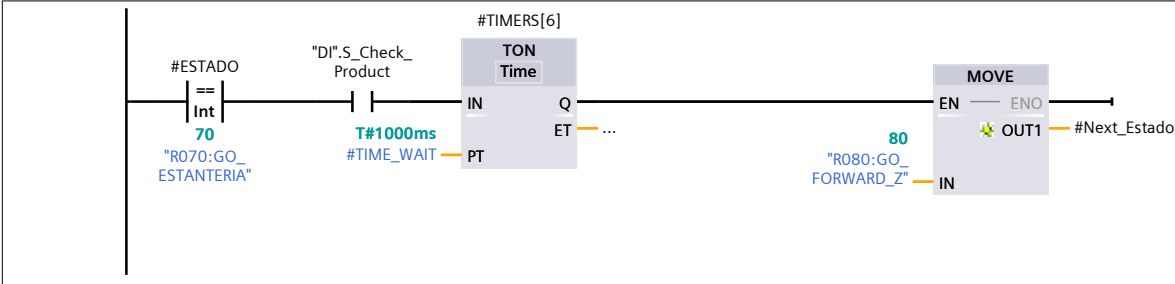 #TIMERS[6]
#ESTADO
==
Int
70
"R070:GO_
ESTANTERIA"
"DI".S_Check_
Product
TON
Time
IN
Q
ET
...
T#1000ms
#TIME_WAIT
PT
MOVE
EN
ENO
OUT1
#Next_Estado
80
"R080:GO_
FORWARD_Z"
IN